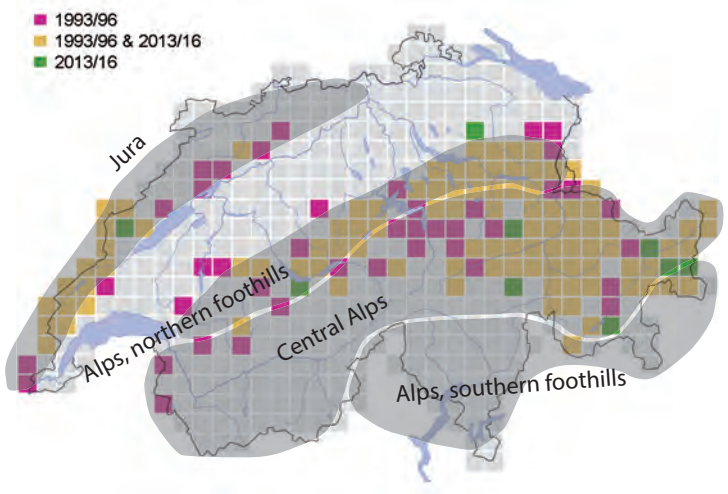 1993/96
1993/96 & 2013/16
2013/16
Jura
Alps, northern foothills
Central Alps
Alps, southern foothills